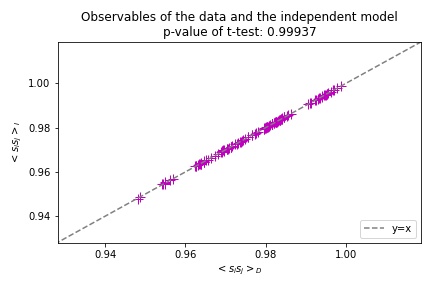 Observables of the data and the independent model
p-value of t-test: 0.99937
1.00
0.98
0.96
0.94
< s_i s_j >_I
0.94 0.96 0.98 1.00
< s_i s_j >_D
y=x